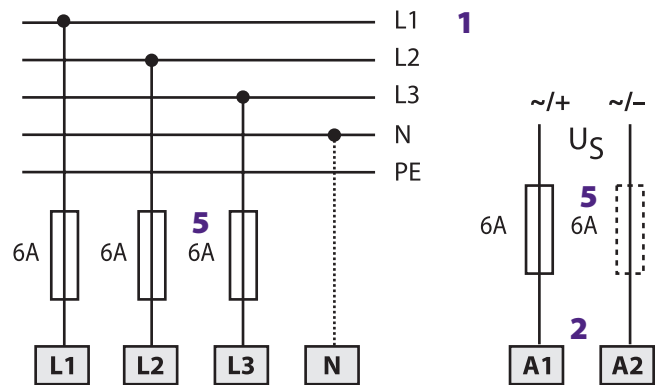 L1 1
L2
L3
N
PE
~/+ ~/–
US
5
6A 6A 6A
5
6A 6A
2
L1 L2 L3 N
A1 A2